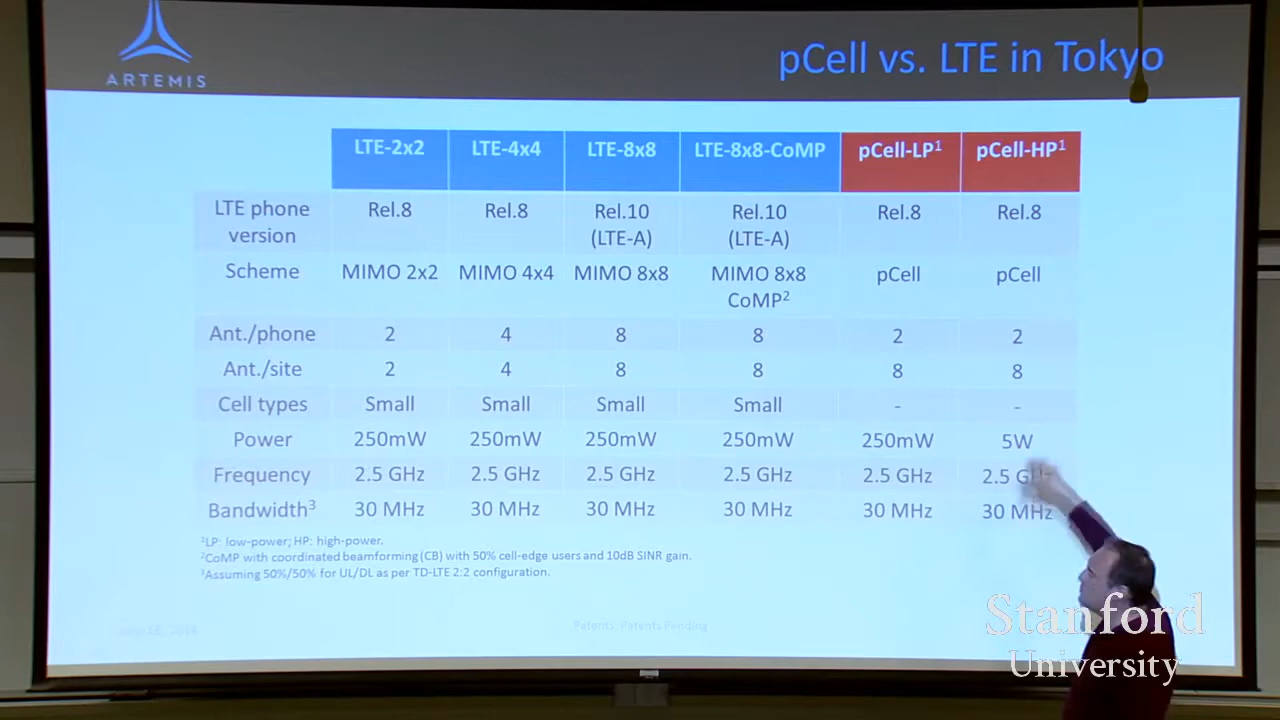 ARTEMIS
pCell vs. LTE in Tokyo
LTE-2x2 LTE-4x4 LTE-8x8 LTE-8x8-CoMP pCell-LP¹ pCell-HP¹
LTE phone version Rel.8 Rel.8 Rel.10 (LTE-A) Rel.10 (LTE-A) Rel.8 Rel.8
Scheme MIMO 2x2 MIMO 4x4 MIMO 8x8 MIMO 8x8 CoMP² pCell pCell
Ant./phone 2 4 8 8 2 2
Ant./site 2 4 8 8 8 8
Cell types Small Small Small Small - -
Power 250mW 250mW 250mW 250mW 250mW 5W
Frequency 2.5 GHz 2.5 GHz 2.5 GHz 2.5 GHz 2.5 GHz 2.5 G
Bandwidth³ 30 MHz 30 MHz 30 MHz 30 MHz 30 MHz 30 MHz
¹LP: low-power; HP: high-power.
²CoMP with coordinated beamforming (CB) with 50% cell-edge users and 10dB SINR gain.
³Assuming 50%/50% for UL/DL as per TD-LTE 2:2 configuration.
Patents, Patents Pending
Stanford
University